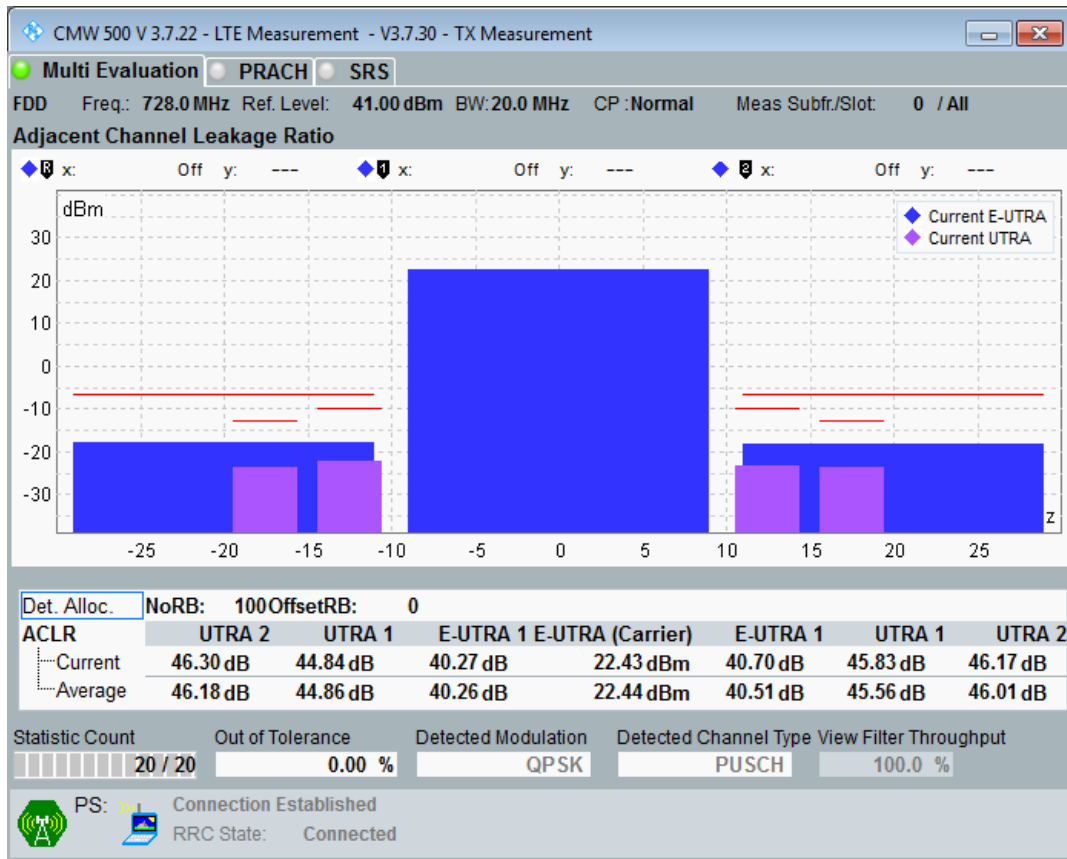 CMW 500 V 3.7.22 - LTE Measurement - V3.7.30 - TX Measurement
Multi Evaluation PRACH SRS
FDD Freq.: 728.0 MHz Ref. Level: 41.00 dBm BW: 20.0 MHz CP : Normal Meas Subfr./Slot: 0 / All
Adjacent Channel Leakage Ratio
R x: Off y: --- 1 x: Off y: --- 2 x: Off y: ---
dBm
Current E-UTRA
Current UTRA
30
20
10
0
-10
-20
-30
z
-25 -20 -15 -10 -5 0 5 10 15 20 25
Det. Alloc. NoRB: 100 OffsetRB: 0
ACLR UTRA 2 UTRA 1 E-UTRA 1 E-UTRA (Carrier) E-UTRA 1 UTRA 1 UTRA 2
Current 46.30 dB 44.84 dB 40.27 dB 22.43 dBm 40.70 dB 45.83 dB 46.17 dB
Average 46.18 dB 44.86 dB 40.26 dB 22.44 dBm 40.51 dB 45.56 dB 46.01 dB
Statistic Count Out of Tolerance Detected Modulation Detected Channel Type View Filter Throughput
20 / 20 0.00 % QPSK PUSCH 100.0 %
PS: Connection Established
RRC State: Connected